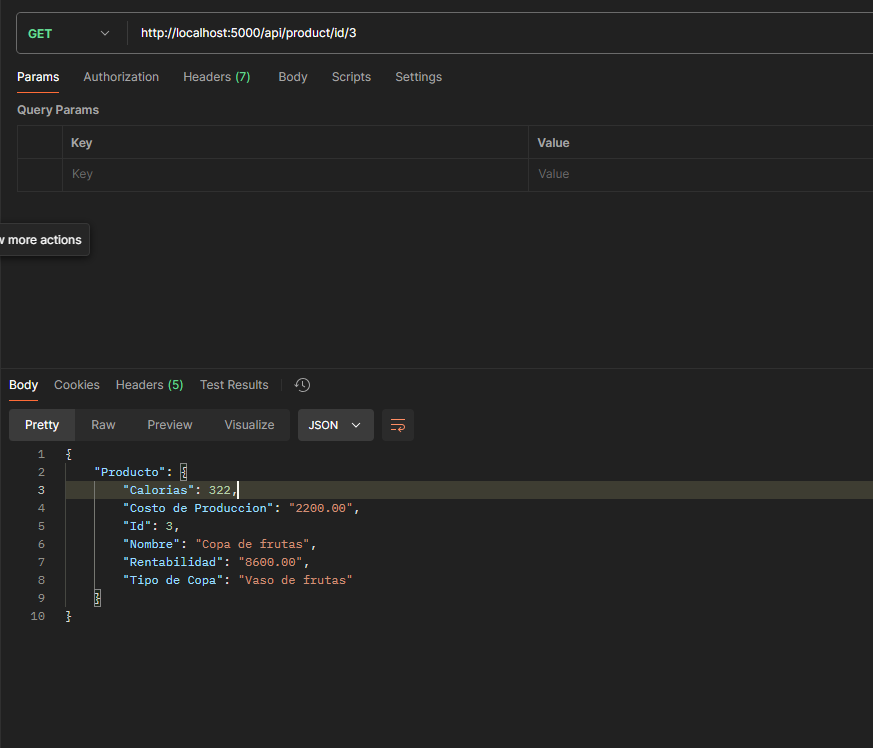 GET http://localhost:5000/api/product/id/3
Params Authorization Headers (7) Body Scripts Settings
Query Params
Key Value
Key Value
more actions
Body Cookies Headers (5) Test Results
Pretty Raw Preview Visualize JSON
1 {
2 "Producto": {
3 "Calorias": 322,
4 "Costo de Produccion": "2200.00",
5 "Id": 3,
6 "Nombre": "Copa de frutas",
7 "Rentabilidad": "8600.00",
8 "Tipo de Copa": "Vaso de frutas"
9 }
10 }